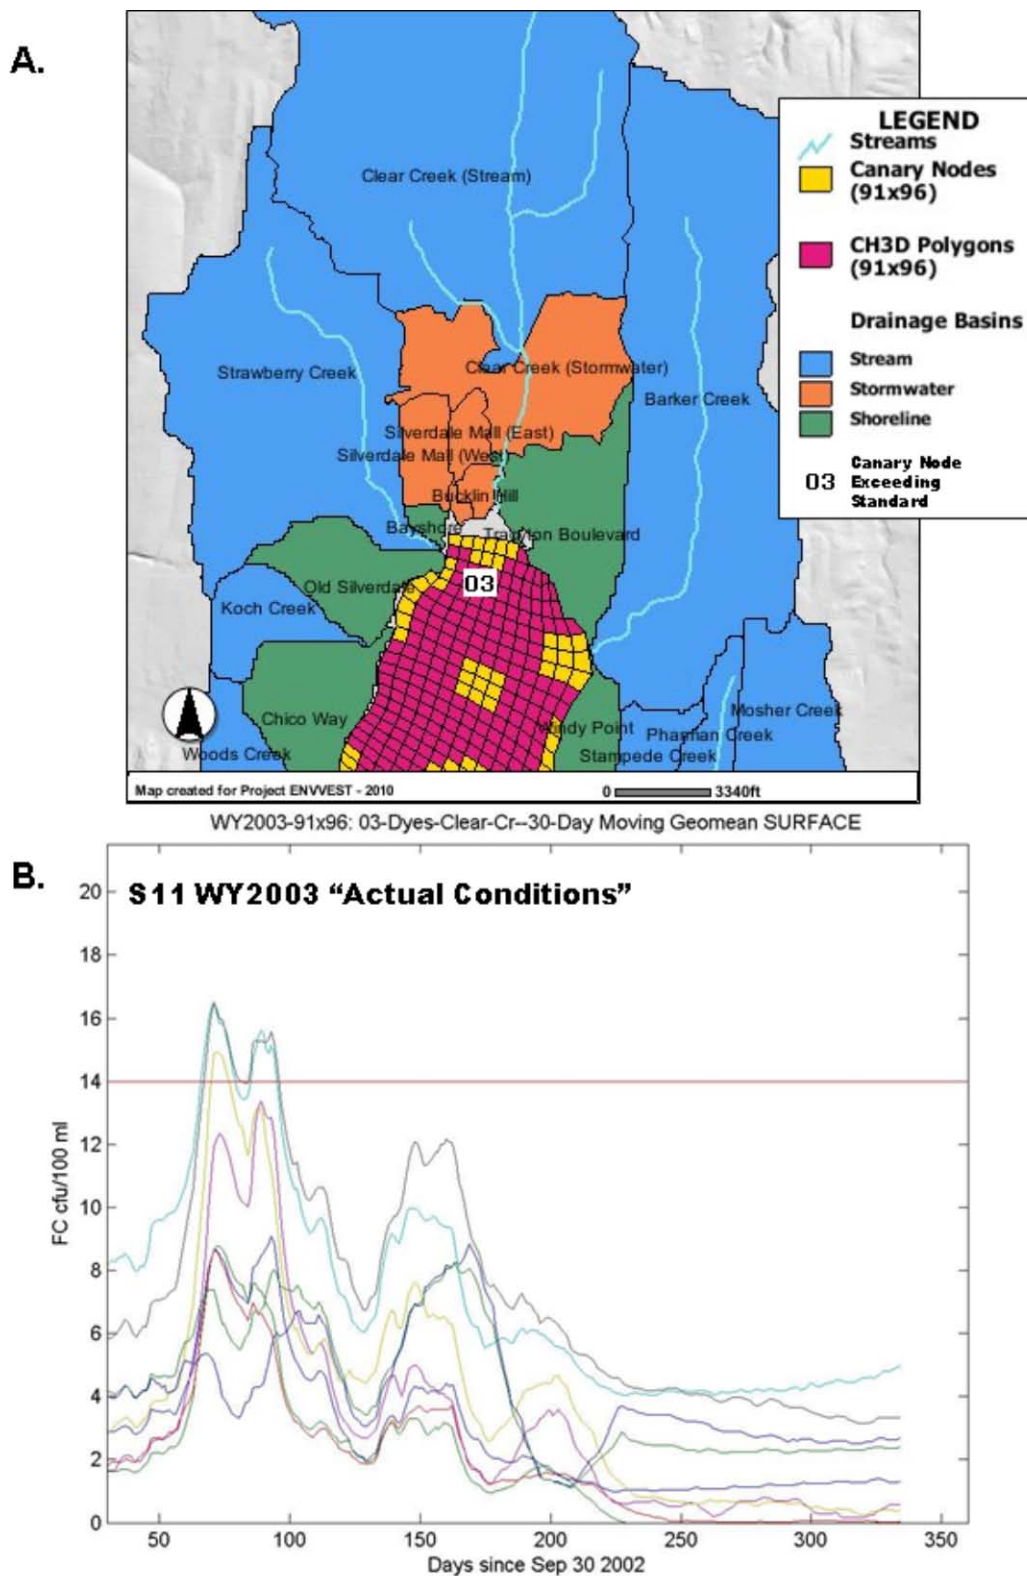 A.
LEGEND
Streams
Canary Nodes
(91x96)
CH3D Polygons
(91x96)
Drainage Basins
Stream
Stormwater
Shoreline
03 Canary Node
Exceeding
Standard
Clear Creek (Stream)
Strawberry Creek
Clear Creek (Stormwater)
Barker Creek
Silverdale Mall (East)
Silverdale Mall (West)
Bucklin Hill
Bayshore
Boulevard
03
Old Silverdale
Koch Creek
Chico Way
Woods Creek
Windy Point
Mosher Creek
Creek
Stampede Creek
Map created for Project ENVVEST - 2010
0 3340ft
WY2003-91x96: 03-Dyes-Clear-Cr--30-Day Moving Geomean SURFACE
B.
S11 WY2003 “Actual Conditions”
20
18
16
14
12
10
8
6
4
2
0
FC cfu/100 ml
50 100 150 200 250 300 350
Days since Sep 30 2002